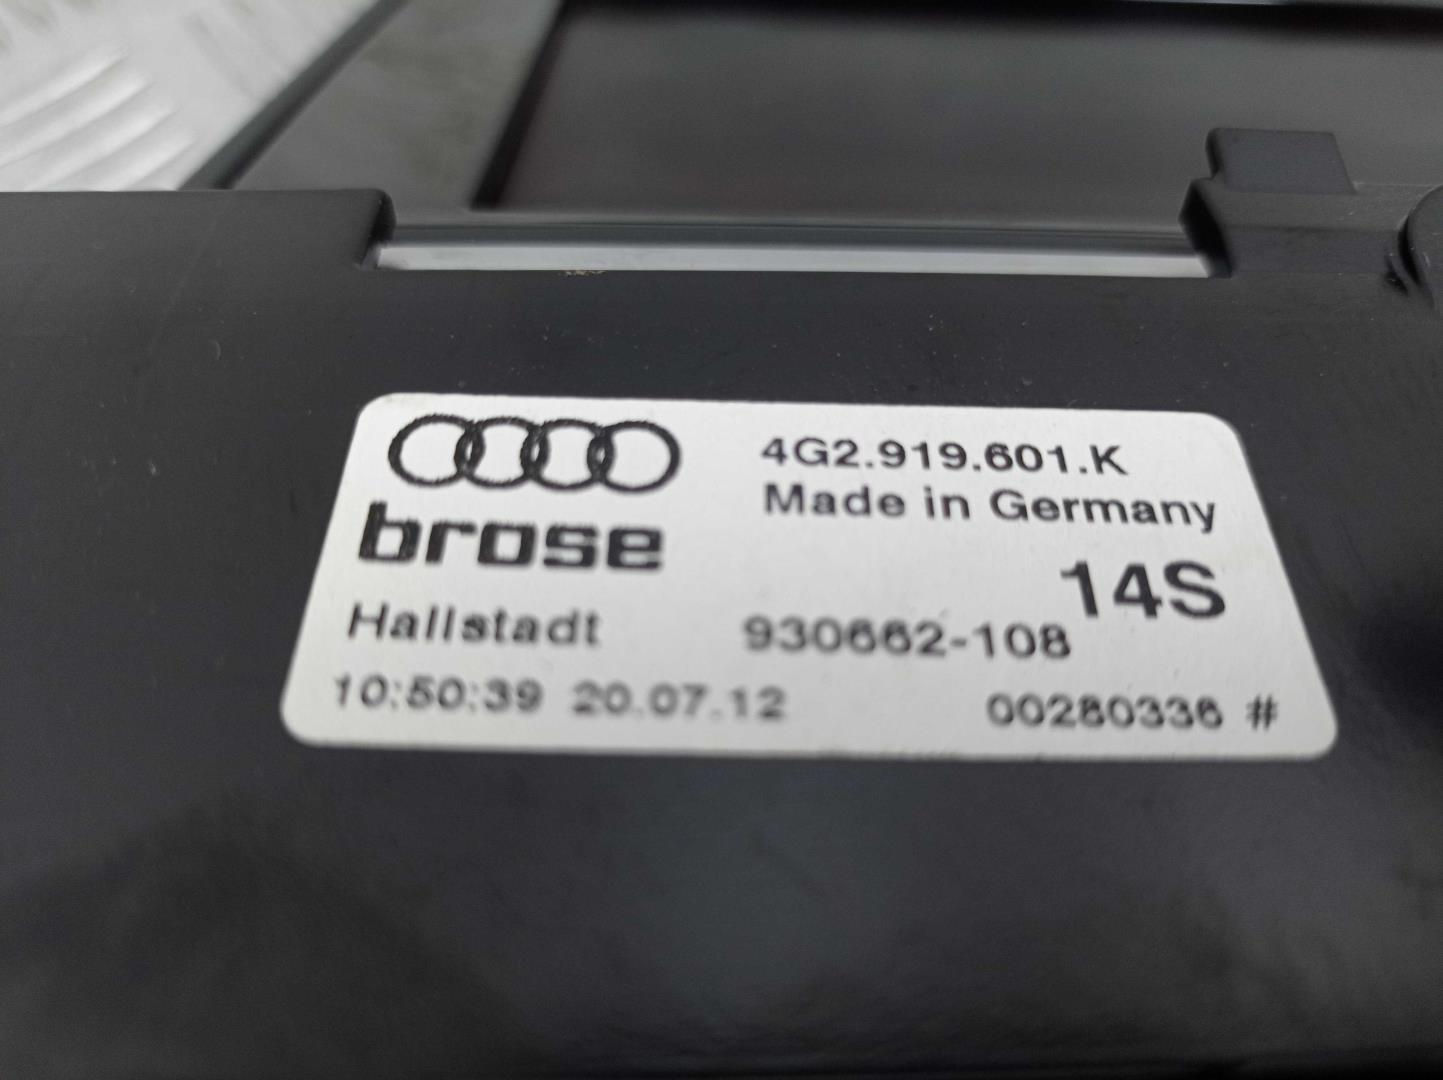 4G2.919.601.K
Made in Germany
brose
14S
Hallstadt 930662-108
10:50:39 20.07.12 00280336 #